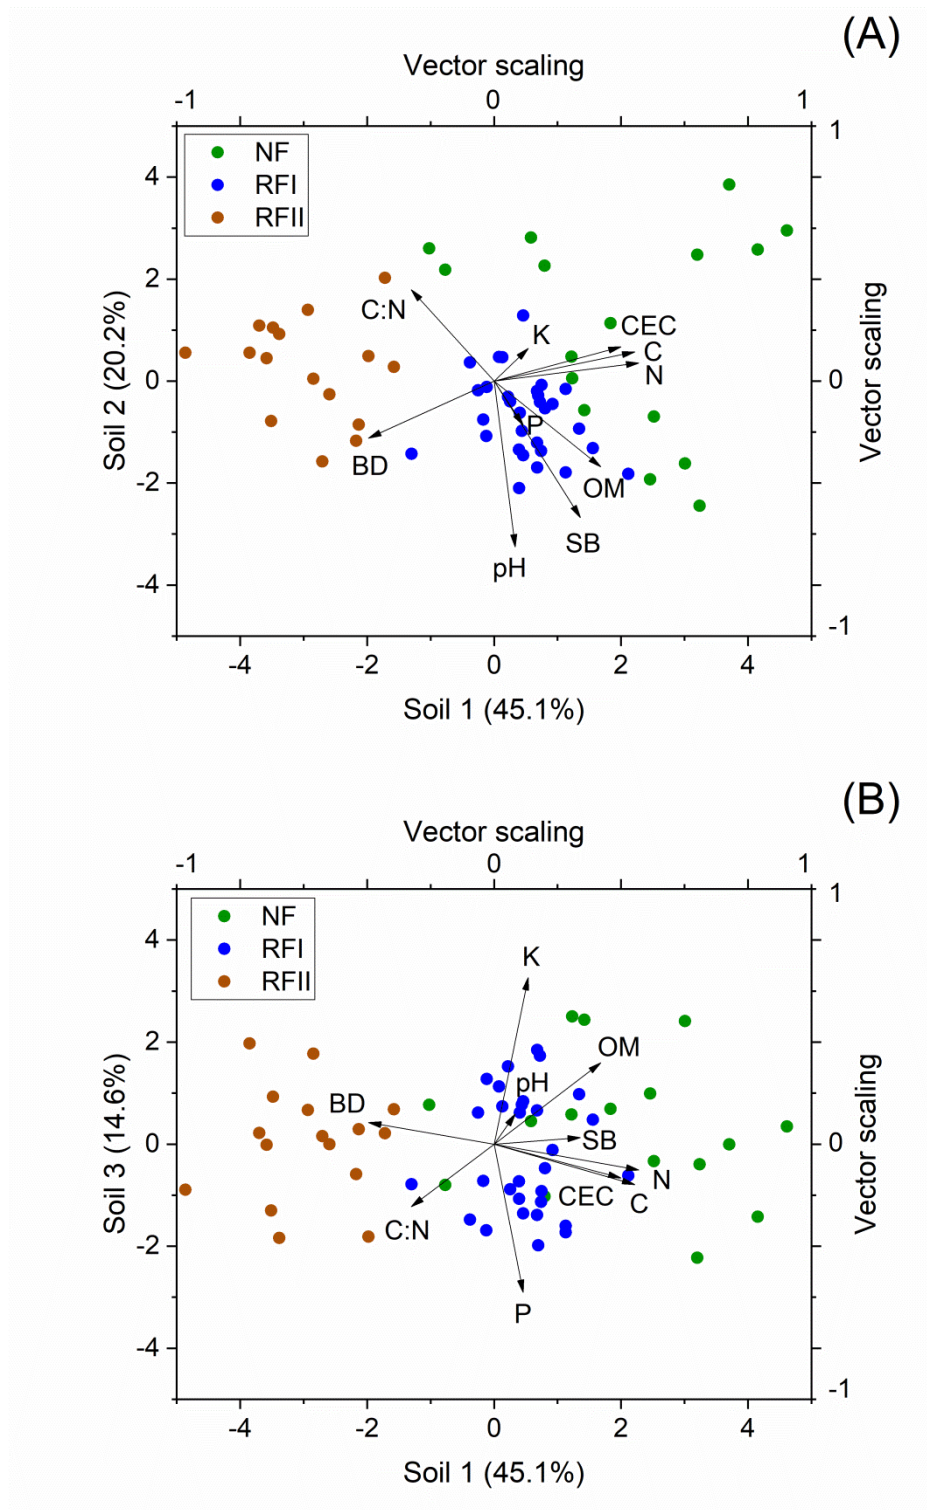 (A)
Vector scaling
-1 0 1
NF
RFI
RFII
4
2
0
-2
-4
1
0
-1
Soil 2 (20.2%)
Vector scaling
C:N
K
CEC
C
N
P
BD
OM
SB
pH
-4 -2 0 2 4
Soil 1 (45.1%)
(B)
Vector scaling
-1 0 1
NF
RFI
RFII
4
2
0
-2
-4
1
0
-1
Soil 3 (14.6%)
Vector scaling
K
OM
pH
BD
SB
N
CEC
C
C:N
P
-4 -2 0 2 4
Soil 1 (45.1%)